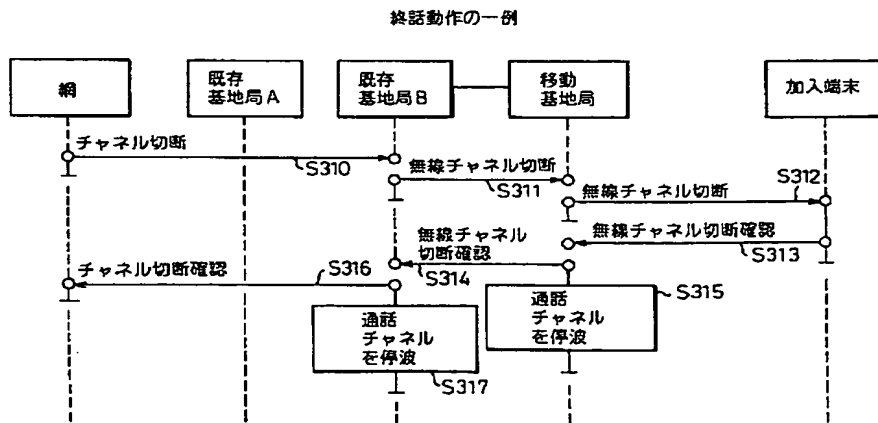 終話動作の一例
網
既存
基地局A
既存
基地局B
移動
基地局
加入端末
チャネル切断
S310
無線チャネル切断
S311
無線チャネル切断
S312
無線チャネル切断確認
S313
無線チャネル
切断確認
S314
チャネル切断確認
S316
通話
チャネル
を停波
S315
通話
チャネル
を停波
S317